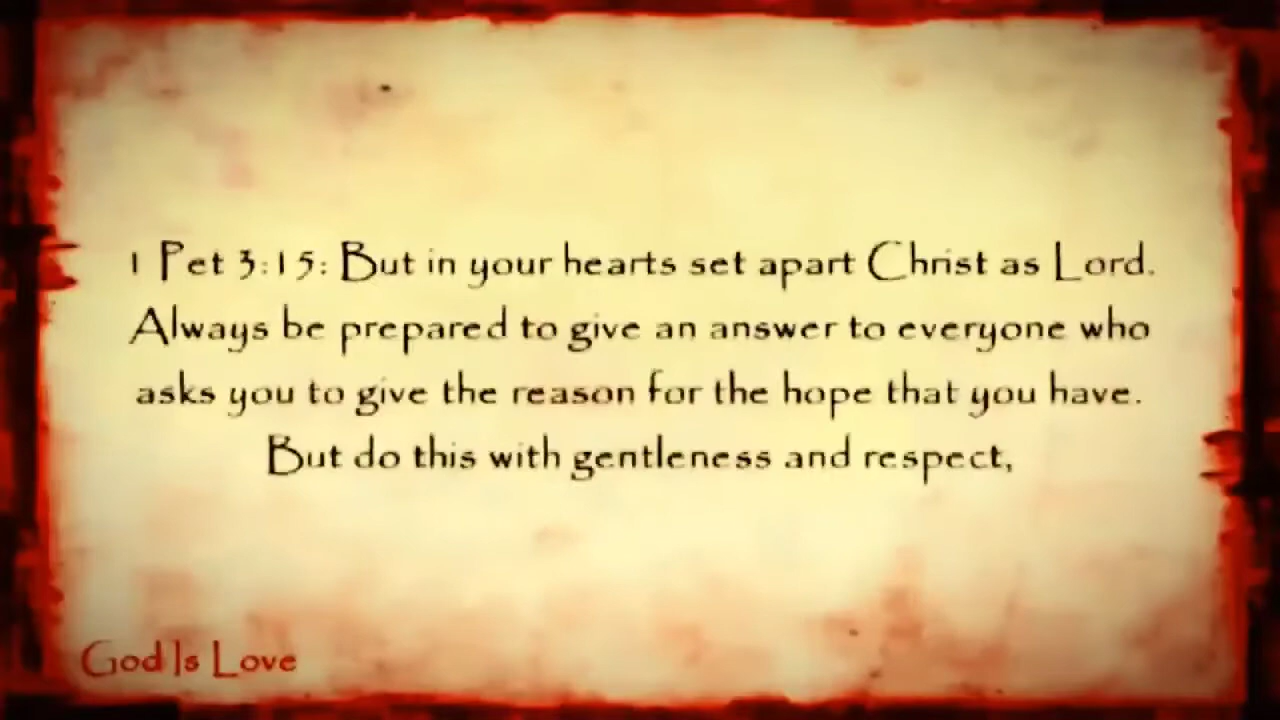 1 Pet 3:15: But in your hearts set apart Christ as Lord.
Always be prepared to give an answer to everyone who
asks you to give the reason for the hope that you have.
But do this with gentleness and respect,
God Is Love